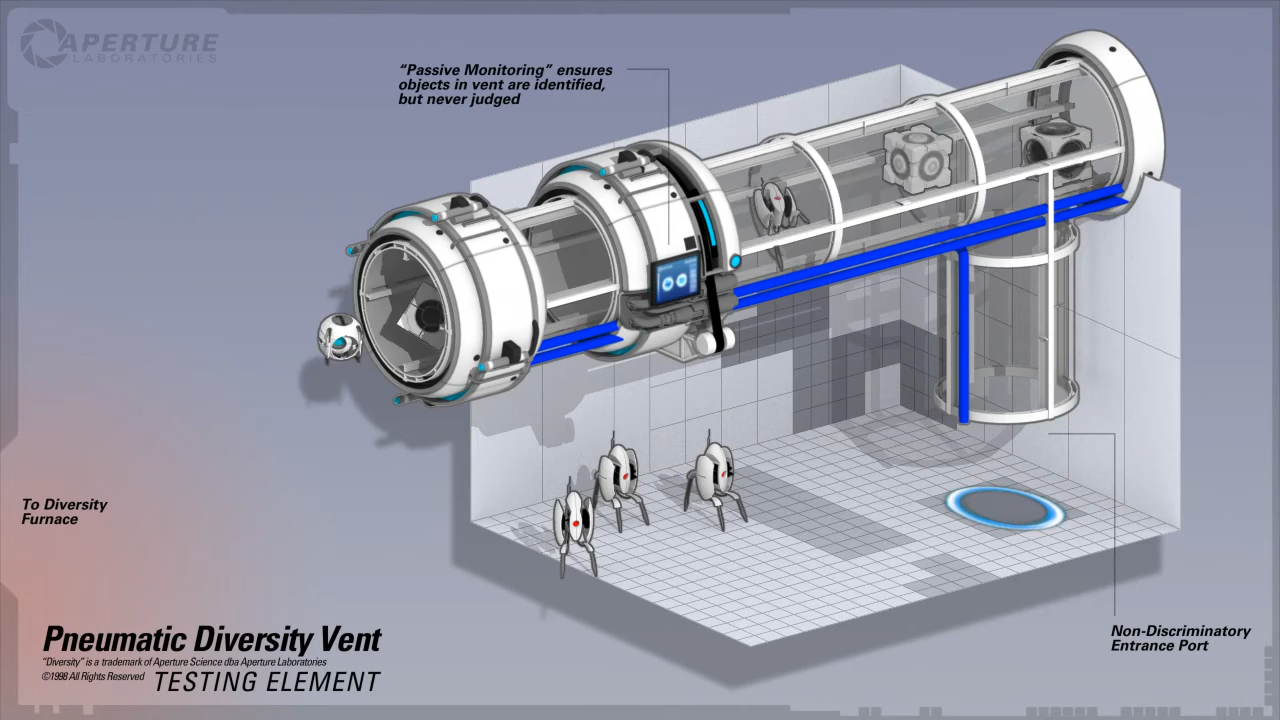 APERTURE
LABORATORIES
“Passive Monitoring” ensures
objects in vent are identified,
but never judged
To Diversity
Furnace
Non-Discriminatory
Entrance Port
Pneumatic Diversity Vent
“Diversity” is a trademark of Aperture Science dba Aperture Laboratories
©1998 All Rights Reserved
TESTING ELEMENT